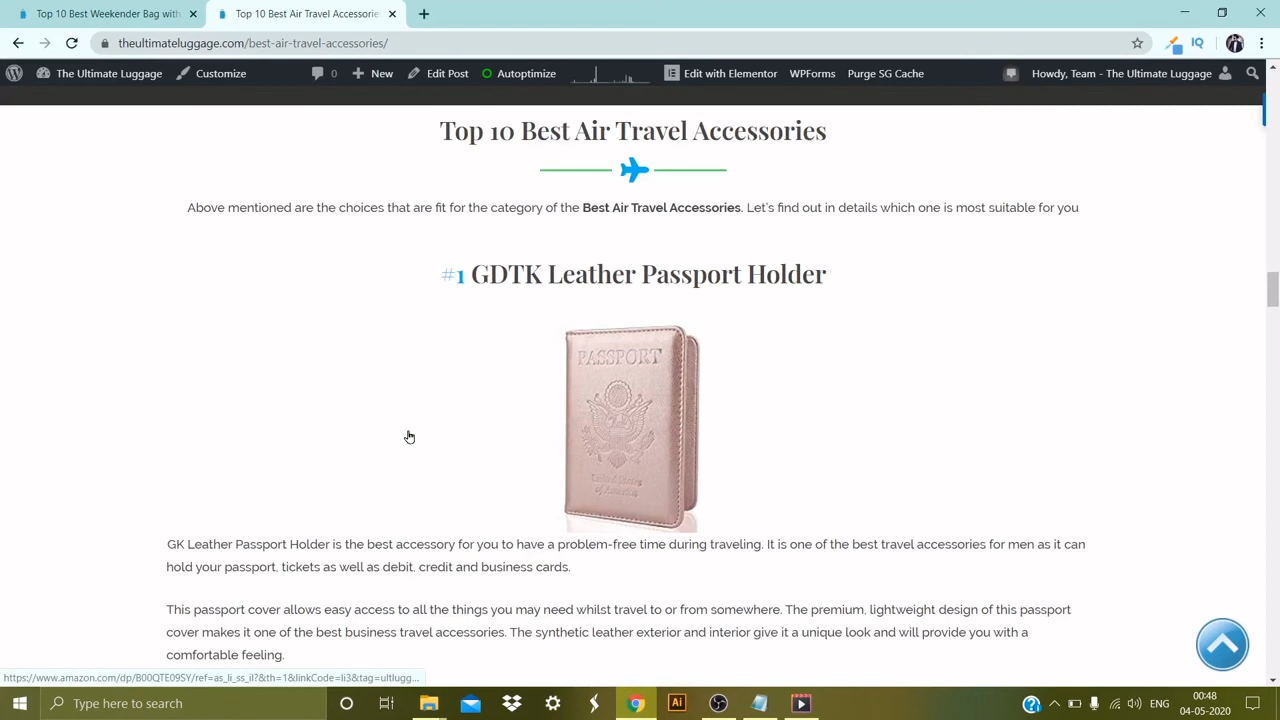 Top 10 Best Weekender Bag with
Top 10 Best Air Travel Accessorie
theultimateluggage.com/best-air-travel-accessories/
The Ultimate Luggage Customize 0 New Edit Post Autoptimize Edit with Elementor WPForms Purge SG Cache Howdy, Team - The Ultimate Luggage
Top 10 Best Air Travel Accessories
Above mentioned are the choices that are fit for the category of the Best Air Travel Accessories. Let's find out in details which one is most suitable for you
#1 GDTK Leather Passport Holder
PASSPORT
United States
of America
GK Leather Passport Holder is the best accessory for you to have a problem-free time during traveling. It is one of the best travel accessories for men as it can
hold your passport, tickets as well as debit, credit and business cards.
This passport cover allows easy access to all the things you may need whilst travel to or from somewhere. The premium, lightweight design of this passport
cover makes it one of the best business travel accessories. The synthetic leather exterior and interior give it a unique look and will provide you with a
comfortable feeling.
https://www.amazon.com/dp/B00QTE09SY/ref=as_li_ss_il?&th=1&linkCode=li3&tag=ultlugg...
Type here to search
ENG
00:48
04-05-2020